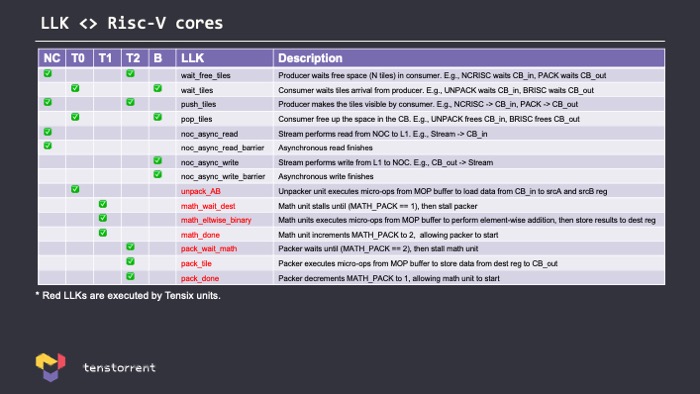 LLK <> Risc-V cores
NC T0 T1 T2 B LLK Description
wait_free_tiles Producer waits free space (N tiles) in consumer. E.g., NCRISC waits CB_in, PACK waits CB_out
wait_tiles Consumer waits tiles arrival from producer. E.g., UNPACK waits CB_in, BRISC waits CB_out
push_tiles Producer makes the tiles visible by consumer. E.g., NCRISC -> CB_in, PACK -> CB_out
pop_tiles Consumer free up the space in the CB. E.g., UNPACK frees CB_in, BRISC frees CB_out
noc_async_read Stream performs read from NOC to L1. E.g., Stream -> CB_in
noc_async_read_barrier Asynchronous read finishes
noc_async_write Stream performs write from L1 to NOC. E.g., CB_out -> Stream
noc_async_write_barrier Asynchronous write finishes
unpack_AB Unpacker unit executes micro-ops from MOP buffer to load data from CB_in to srcA and srcB reg
math_wait_dest Math unit stalls until (MATH_PACK == 1), then stall packer
math_eltwise_binary Math units executes micro-ops from MOP buffer to perform element-wise addition, then store results to dest reg
math_done Math unit increments MATH_PACK to 2, allowing packer to start
pack_wait_math Packer waits until (MATH_PACK == 2), then stall math unit
pack_tile Packer executes micro-ops from MOP buffer to store data from dest reg to CB_out
pack_done Packer decrements MATH_PACK to 1, allowing math unit to start
* Red LLKs are executed by Tensix units.
tenstorrent